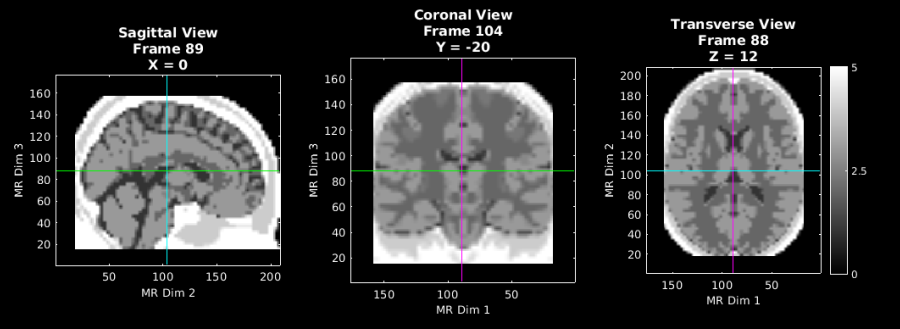 Sagittal View
Frame 89
X = 0
160
140
120
100
80
60
40
20
MR Dim 3
50
100
150
200
MR Dim 2
Coronal View
Frame 104
Y = -20
160
140
120
100
80
60
40
20
MR Dim 3
150
100
50
MR Dim 1
Transverse View
Frame 88
Z = 12
200
180
160
140
120
100
80
60
40
20
MR Dim 2
150
100
50
MR Dim 1
5
2.5
0